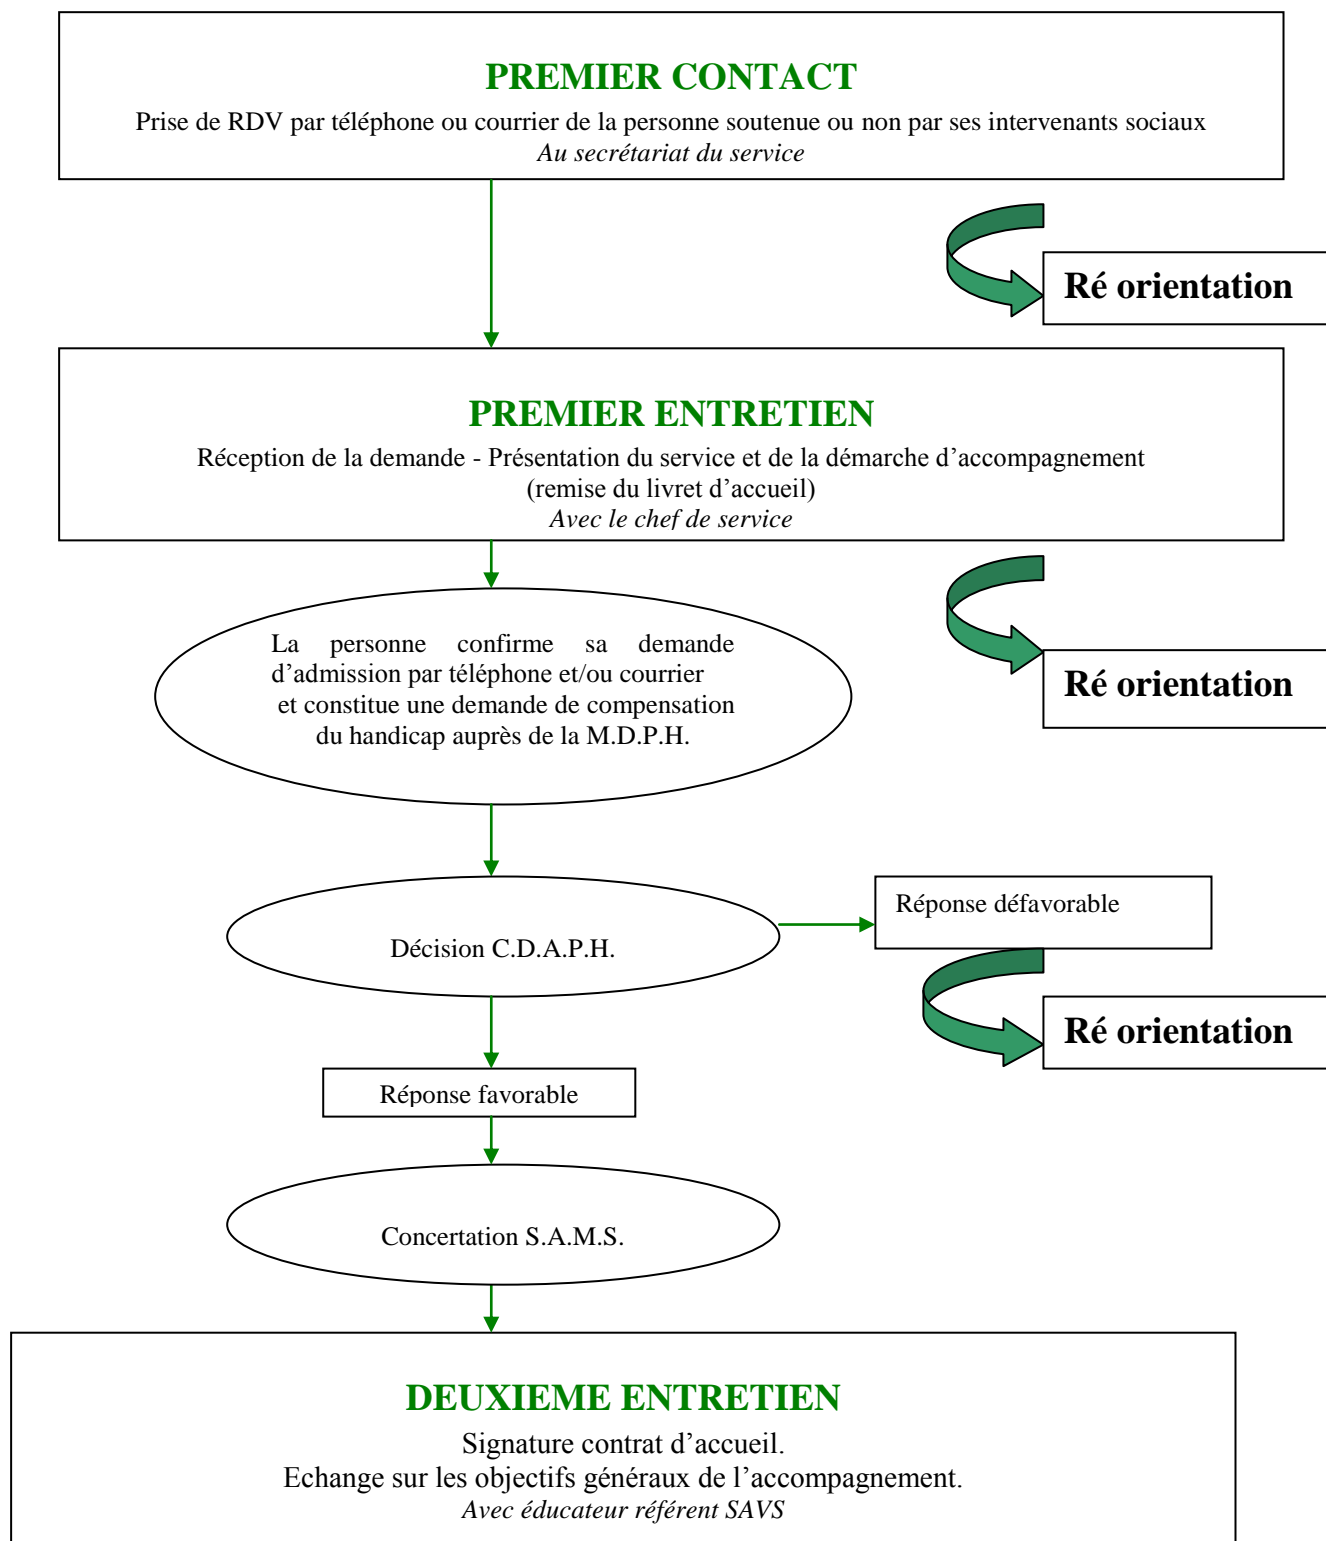 PREMIER CONTACT
Prise de RDV par téléphone ou courrier de la personne soutenue ou non par ses intervenants sociaux
Au secrétariat du service
Ré orientation
PREMIER ENTRETIEN
Réception de la demande - Présentation du service et de la démarche d’accompagnement
(remise du livret d’accueil)
Avec le chef de service
La personne confirme sa demande
d’admission par téléphone et/ou courrier
et constitue une demande de compensation
du handicap auprès de la M.D.P.H.
Ré orientation
Réponse défavorable
Décision C.D.A.P.H.
Ré orientation
Réponse favorable
Concertation S.A.M.S.
DEUXIEME ENTRETIEN
Signature contrat d’accueil.
Echange sur les objectifs généraux de l’accompagnement.
Avec éducateur référent SAVS